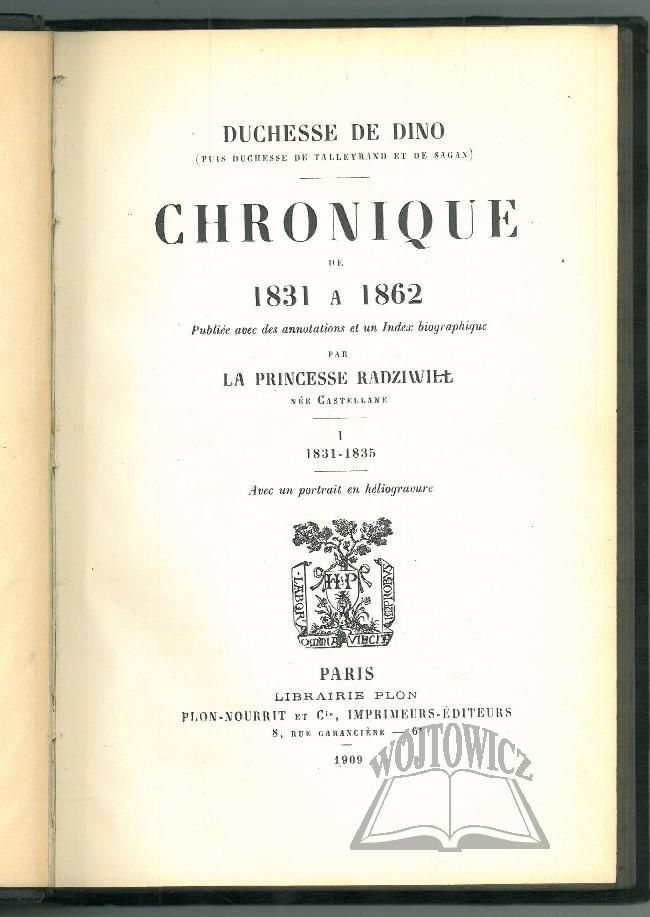 DUCHESSE DE DINO
(PUIS DUCHESSE DE TALLEYRAND ET DE SAGAN)
CHRONIQUE
DE
1831 A 1862
Publiée avec des annotations et un Index biographique
PAR
LA PRINCESSE RADZIWIŁŁ
NÉE CASTELLANE
I
1831-1835
Avec un portrait en héliogravure
HP
LABOR
OMNIA VINCIT
IMPROBUS
PARIS
LIBRAIRIE PLON
PLON-NOURRIT ET Cie, IMPRIMEURS-ÉDITEURS
8, RUE GARANCIÈRE — 6e
1909
WÓJTOWICZ